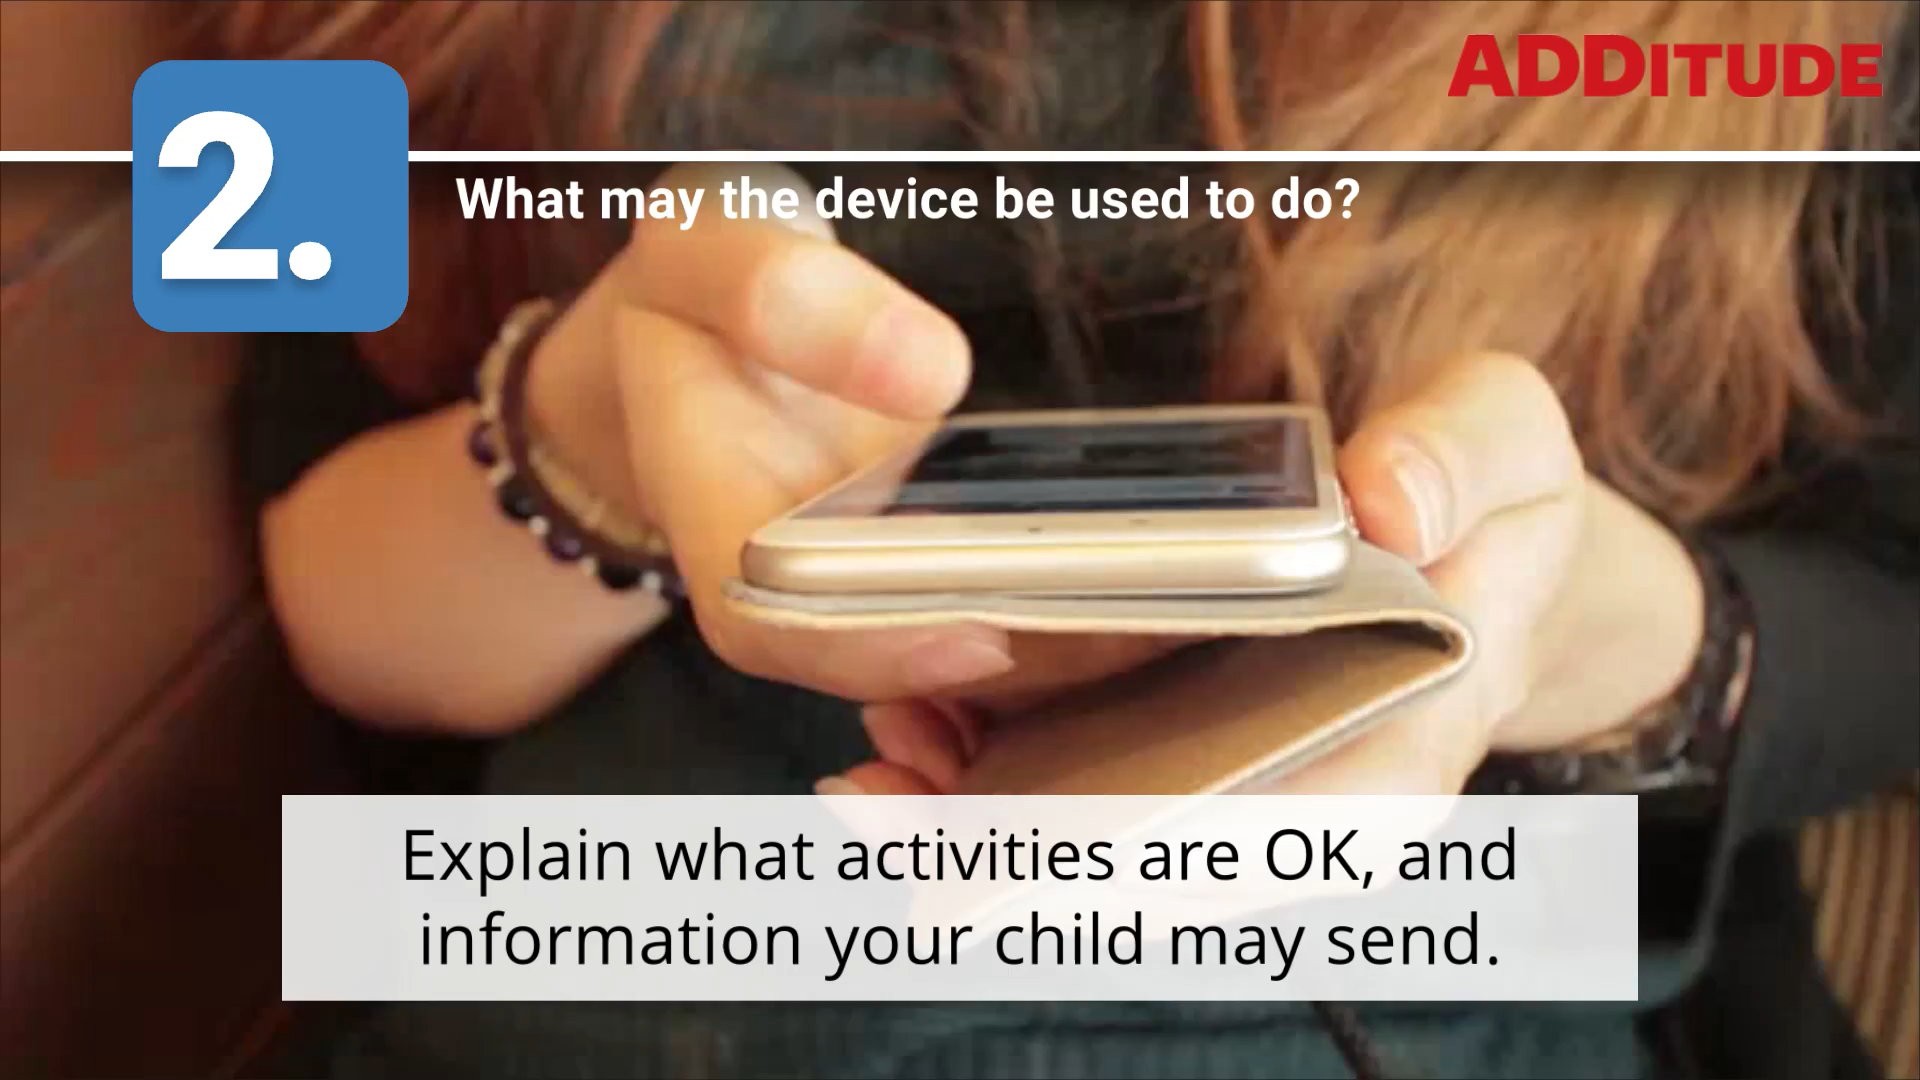 ADDITUDE
2.
What may the device be used to do?
Explain what activities are OK, and
information your child may send.